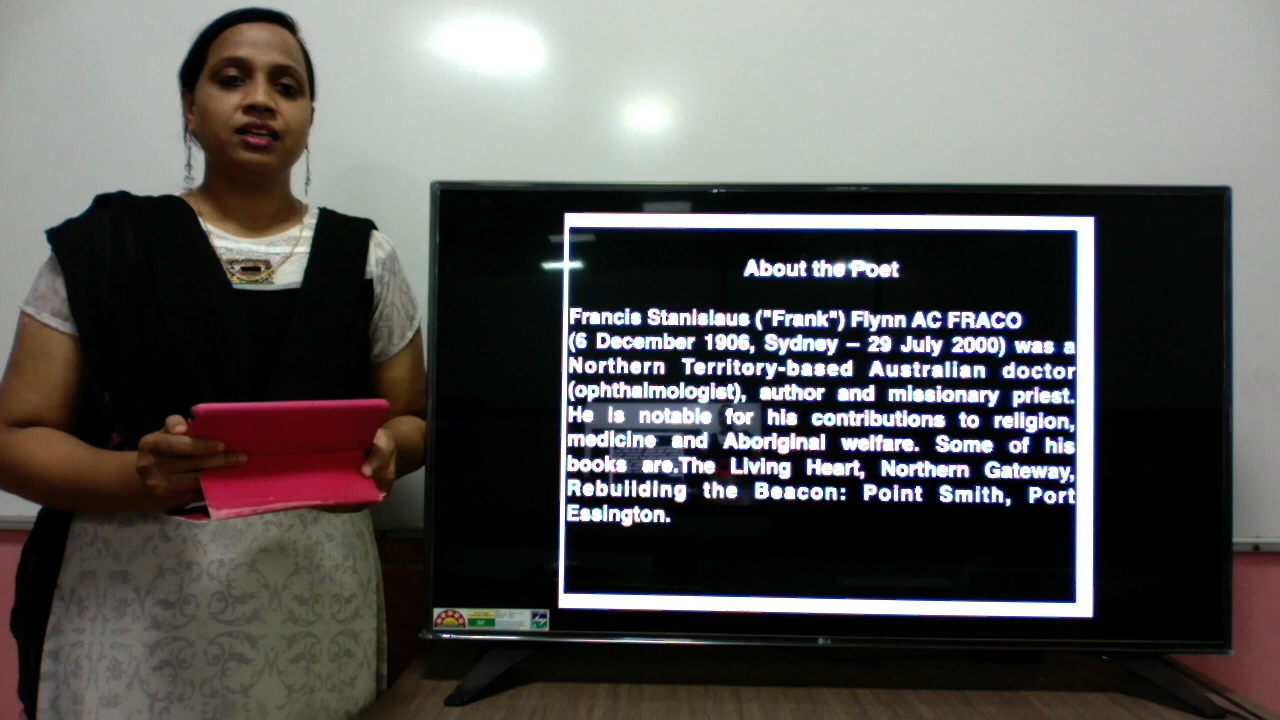 About the Poet
Francis Stanislaus ("Frank") Flynn AC FRACO
(6 December 1906, Sydney – 29 July 2000) was a
Northern Territory-based Australian doctor
(ophthalmologist), author and missionary priest.
He is notable for his contributions to religion,
medicine and Aboriginal welfare. Some of his
books are.The Living Heart, Northern Gateway,
Rebuilding the Beacon: Point Smith, Port
Essington.
LG